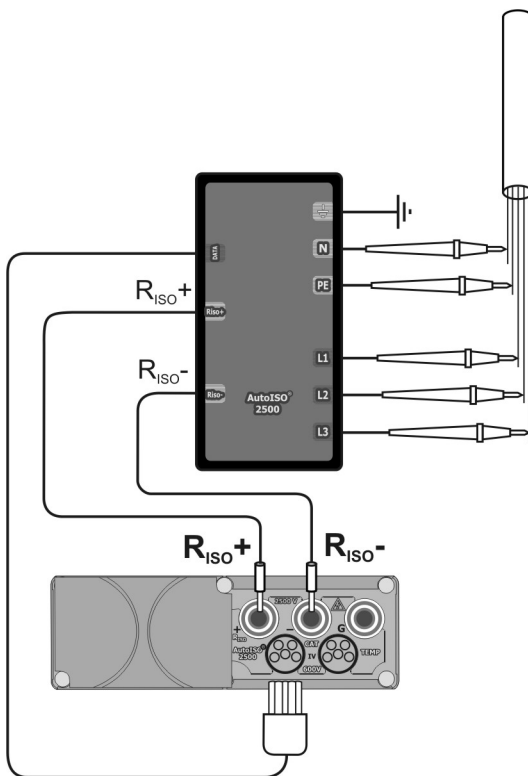 N
DATA
PE
RISO+
Riso+
L1
RISO-
Riso-
AutoISO®
2500
L2
L3
RISO+
RISO-
2500 V
+
RISO
-
G
AutoISO®
2500
CAT
IV
600V
TEMP